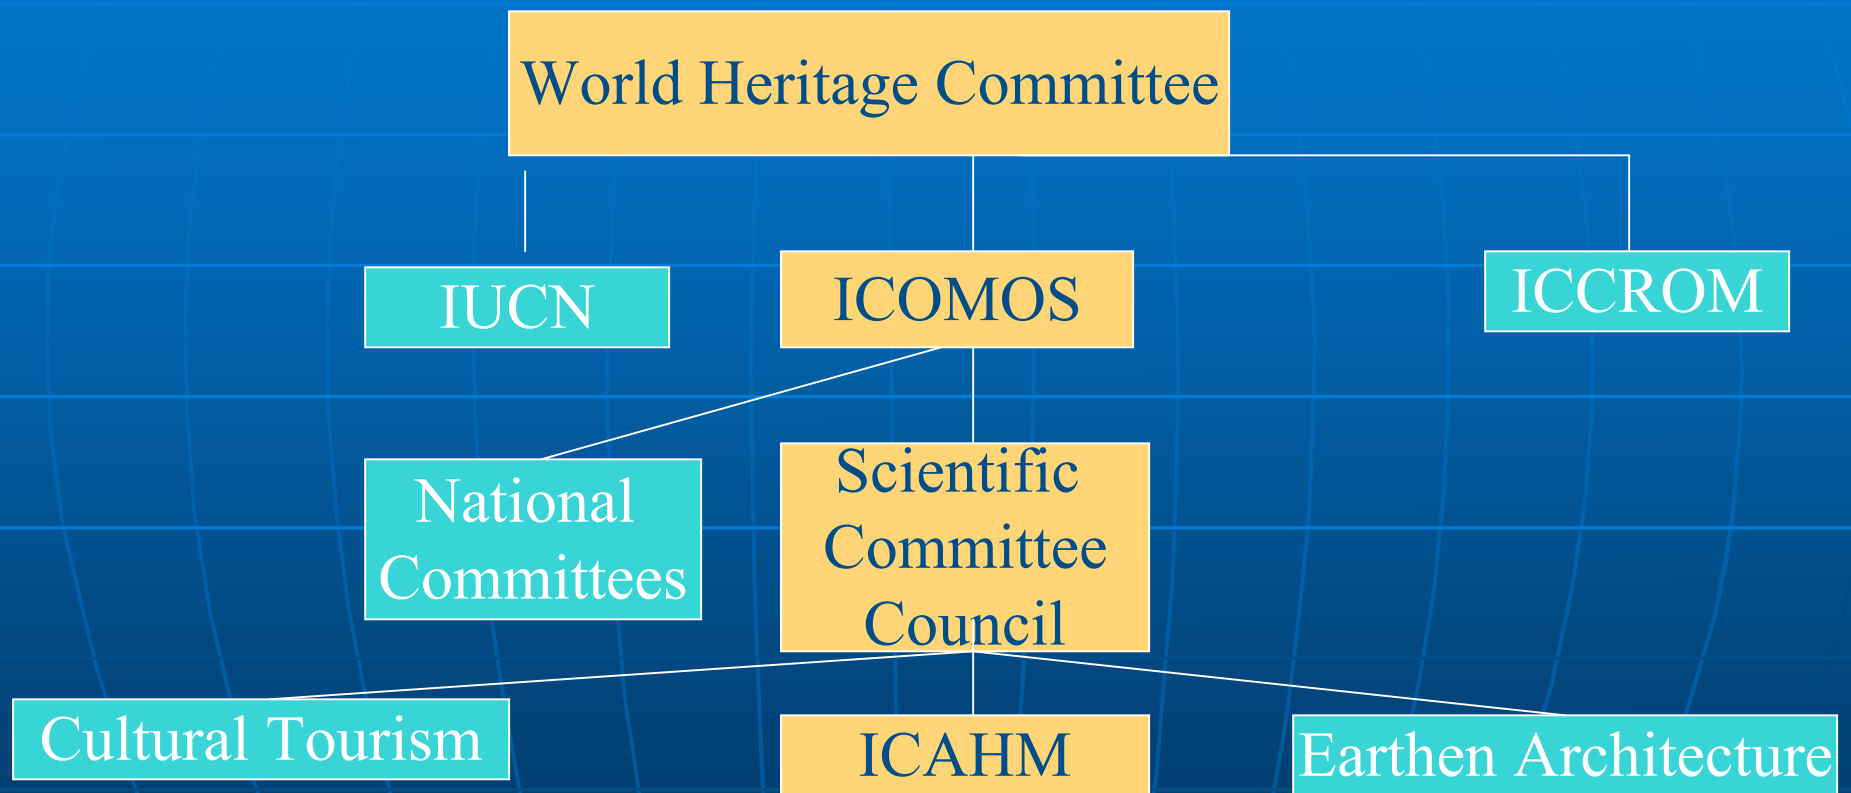 World Heritage Committee
IUCN
ICOMOS
ICCROM
National
Committees
Scientific
Committee
Council
Cultural Tourism
ICAHM
Earthen Architecture